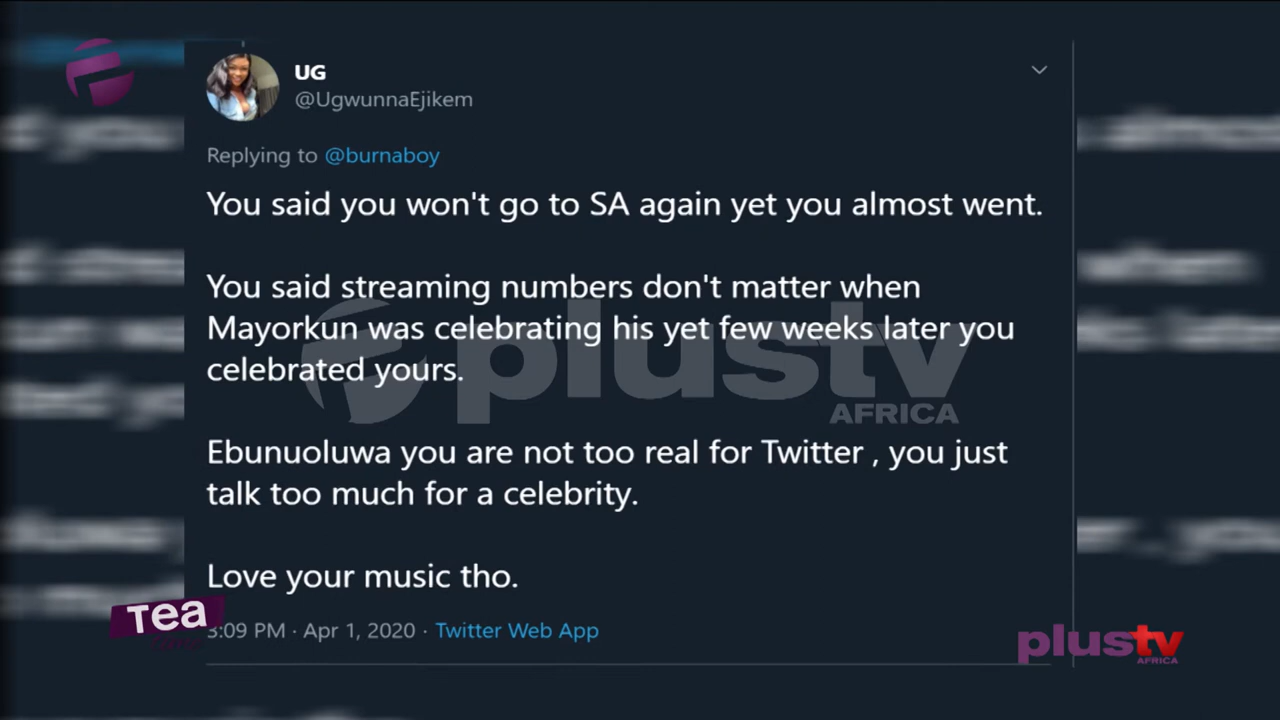 UG
@UgwunnaEjikem
Replying to @burnaboy
You said you won't go to SA again yet you almost went.
You said streaming numbers don't matter when
Mayorkun was celebrating his yet few weeks later you
celebrated yours.
plustv
AFRICA
Ebunuoluwa you are not too real for Twitter , you just
talk too much for a celebrity.
Love your music tho.
Tea
3:09 PM · Apr 1, 2020 · Twitter Web App
plustv
AFRICA